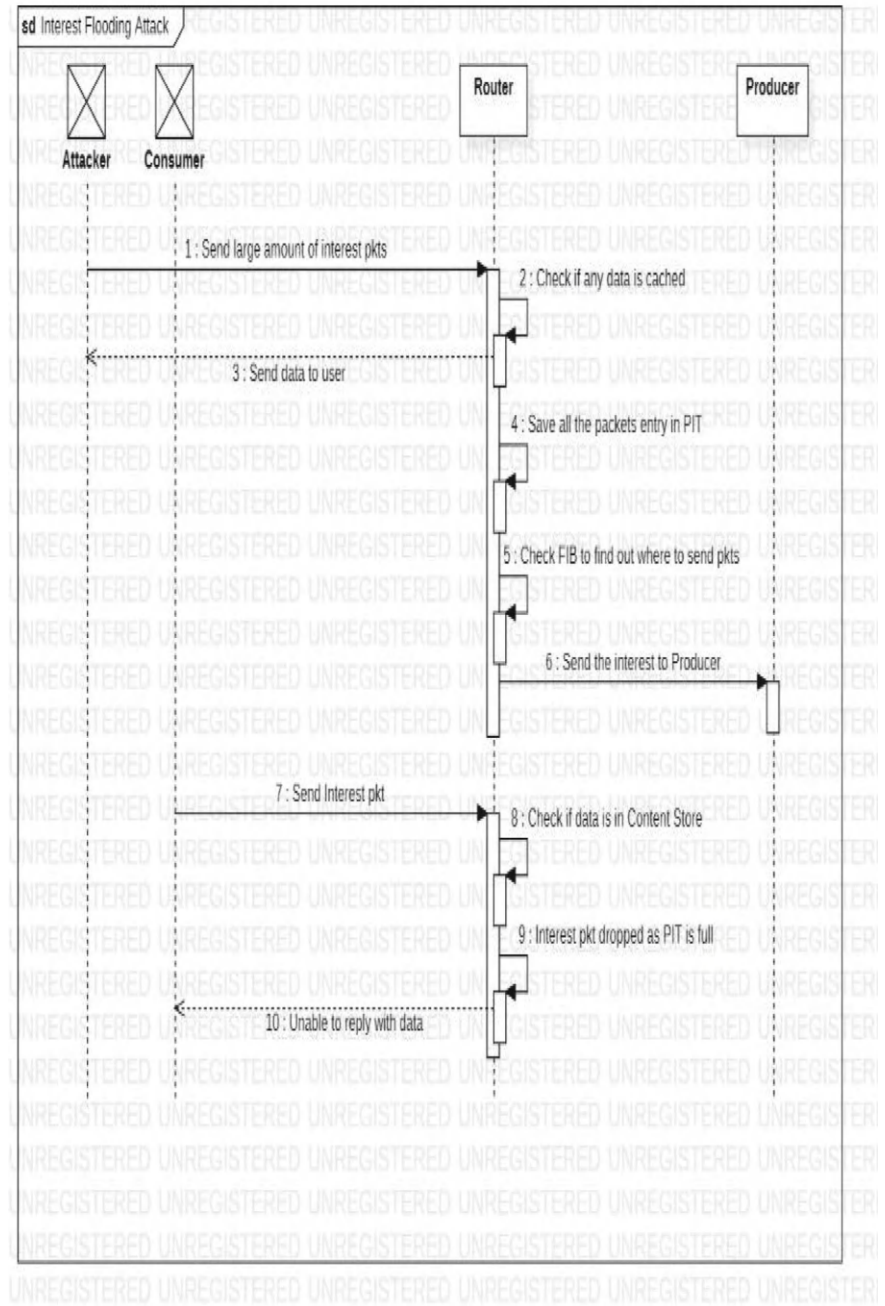 sd Interest Flooding Attack
Router
Producer
Attacker
Consumer
1 : Send large amount of interest pkts
2 : Check if any data is cached
3 : Send data to user
4 : Save all the packets entry in PIT
5 : Check FIB to find out where to send pkts
6 : Send the interest to Producer
7 : Send Interest pkt
8 : Check if data is in Content Store
9 : Interest pkt dropped as PIT is full
10 : Unable to reply with data
UNREGISTERED UNREGISTERED UNREGISTERED UNREGISTERED